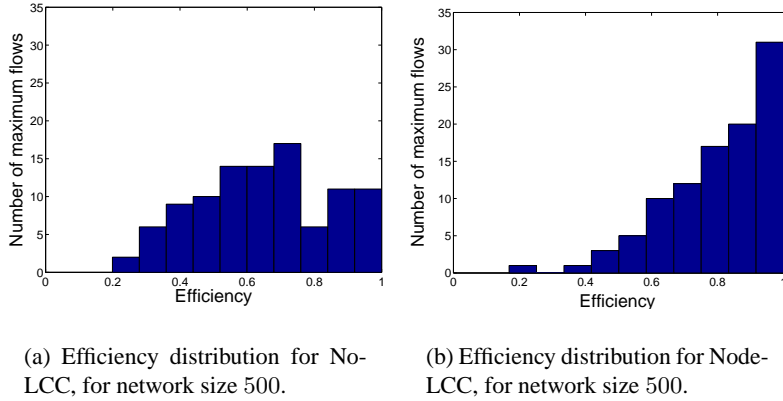 35
30
25
20
15
10
5
0
Number of maximum flows
0 0.2 0.4 0.6 0.8 1
Efficiency
35
30
25
20
15
10
5
0
Number of maximum flows
0 0.2 0.4 0.6 0.8 1
Efficiency
(a) Efficiency distribution for No-
LCC, for network size 500.
(b) Efficiency distribution for Node-
LCC, for network size 500.